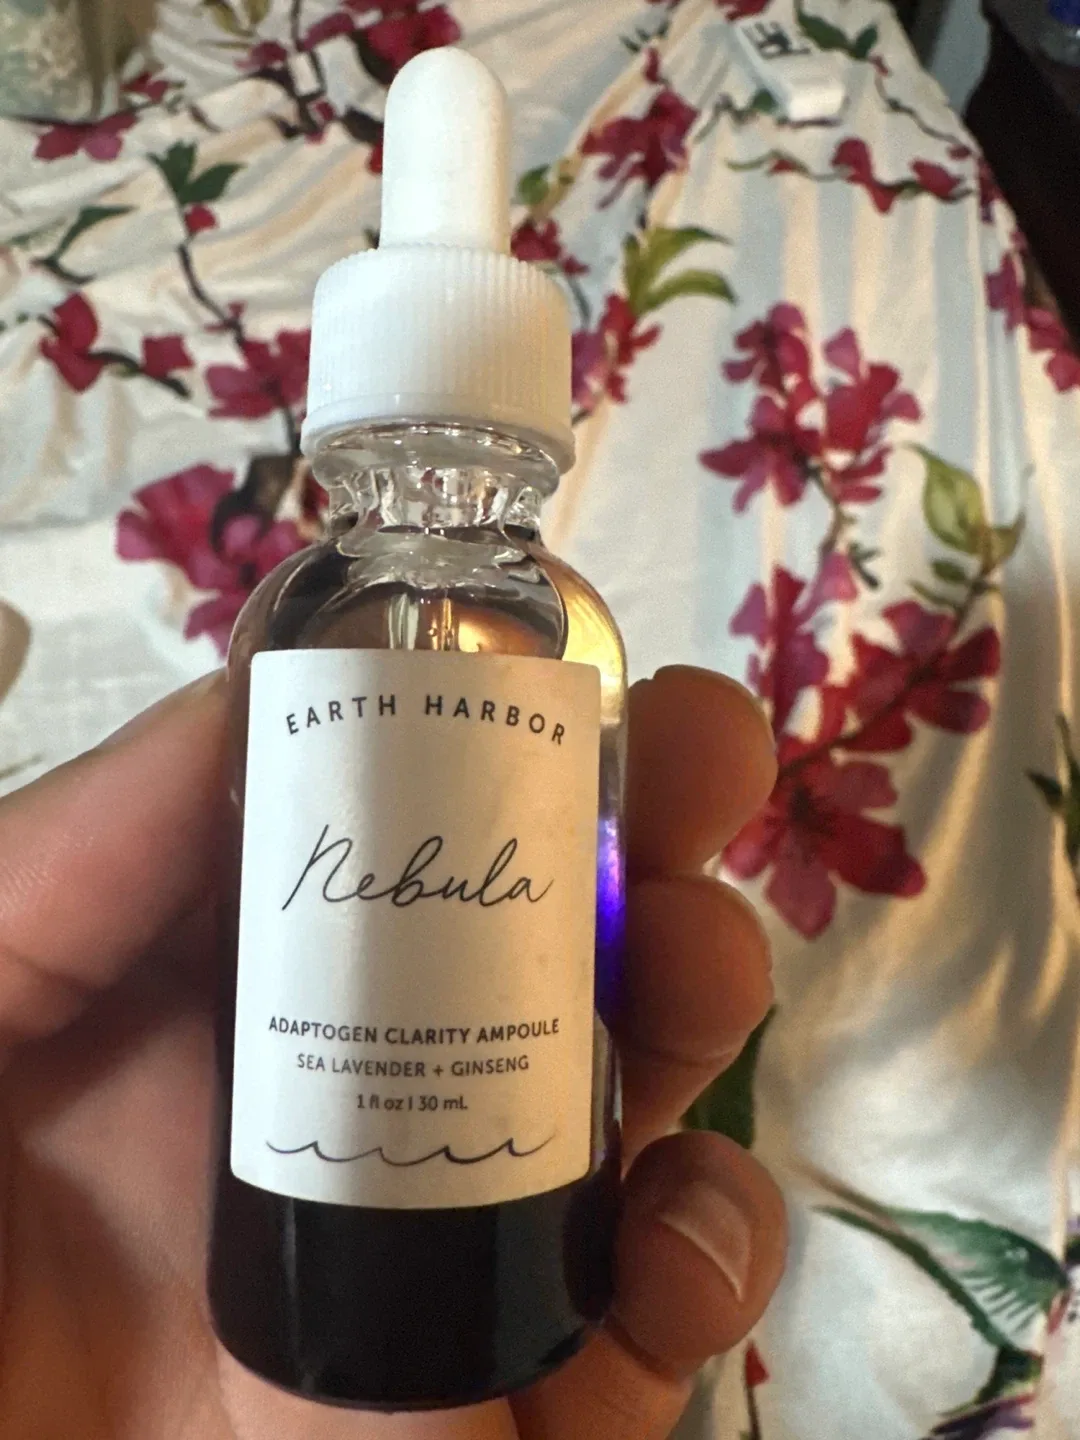 EARTH HARBOR
Nebula
ADAPTOGEN CLARITY AMPOULE
SEA LAVENDER + GINSENG
1 fl oz | 30 mL